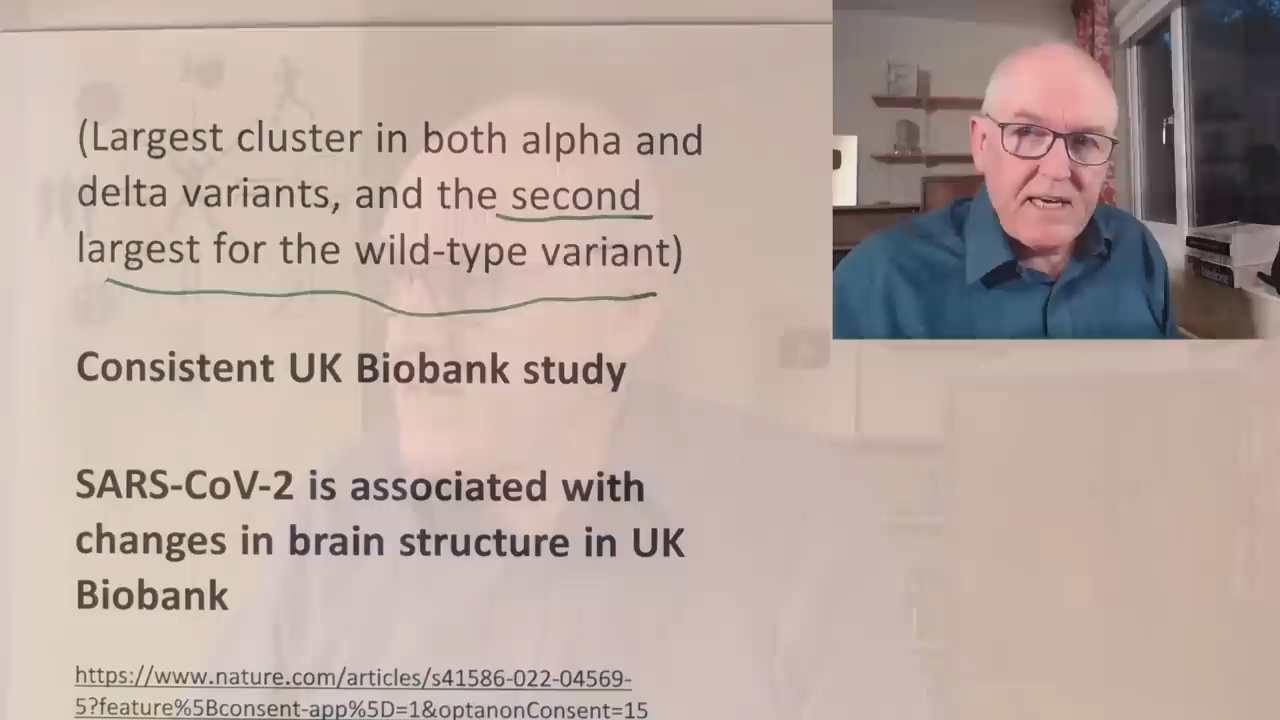 (Largest cluster in both alpha and
delta variants, and the second
largest for the wild-type variant)
Consistent UK Biobank study
SARS-CoV-2 is associated with
changes in brain structure in UK
Biobank
https://www.nature.com/articles/s41586-022-04569-
5?feature%5Bconsent-app%5D=1&optanonConsent=15
Medicine